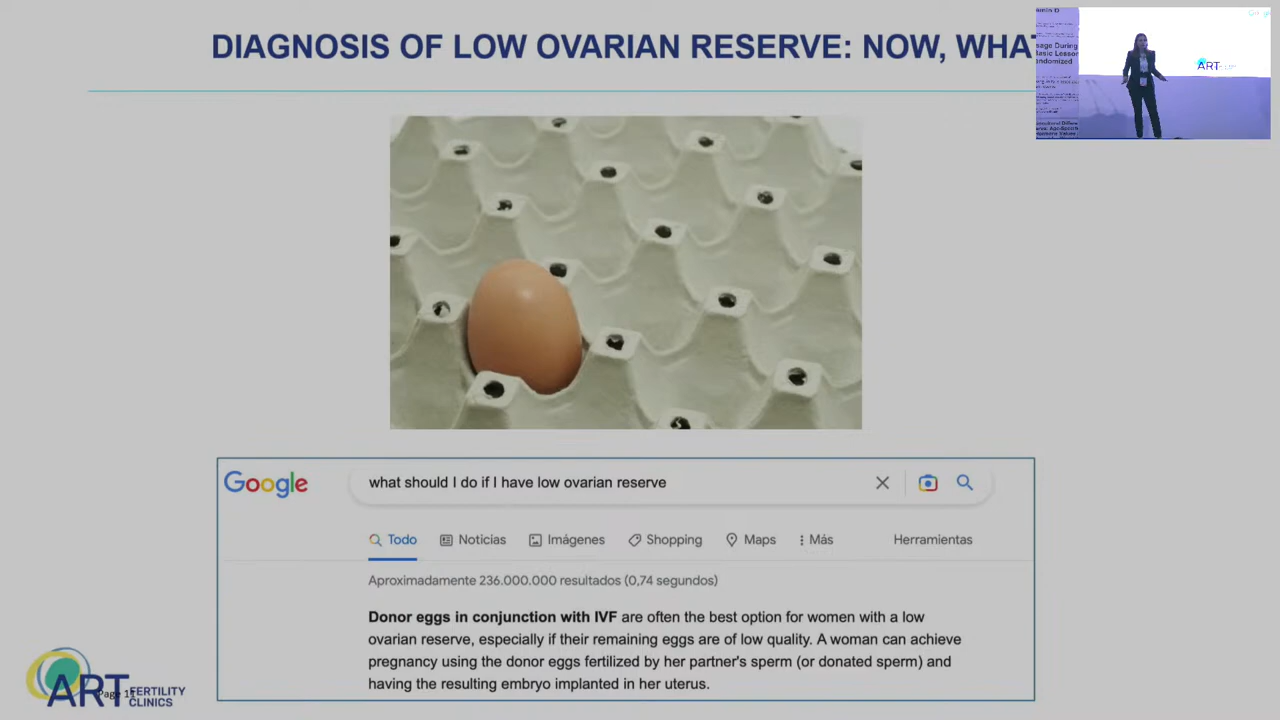 DIAGNOSIS OF LOW OVARIAN RESERVE: NOW, WHAT
ART
Google
what should I do if I have low ovarian reserve
Todo
Noticias
Imágenes
Shopping
Maps
Más
Herramientas
Aproximadamente 236.000.000 resultados (0,74 segundos)
Donor eggs in conjunction with IVF are often the best option for women with a low
ovarian reserve, especially if their remaining eggs are of low quality. A woman can achieve
pregnancy using the donor eggs fertilized by her partner's sperm (or donated sperm) and
having the resulting embryo implanted in her uterus.
ART FERTILITY
CLINICS